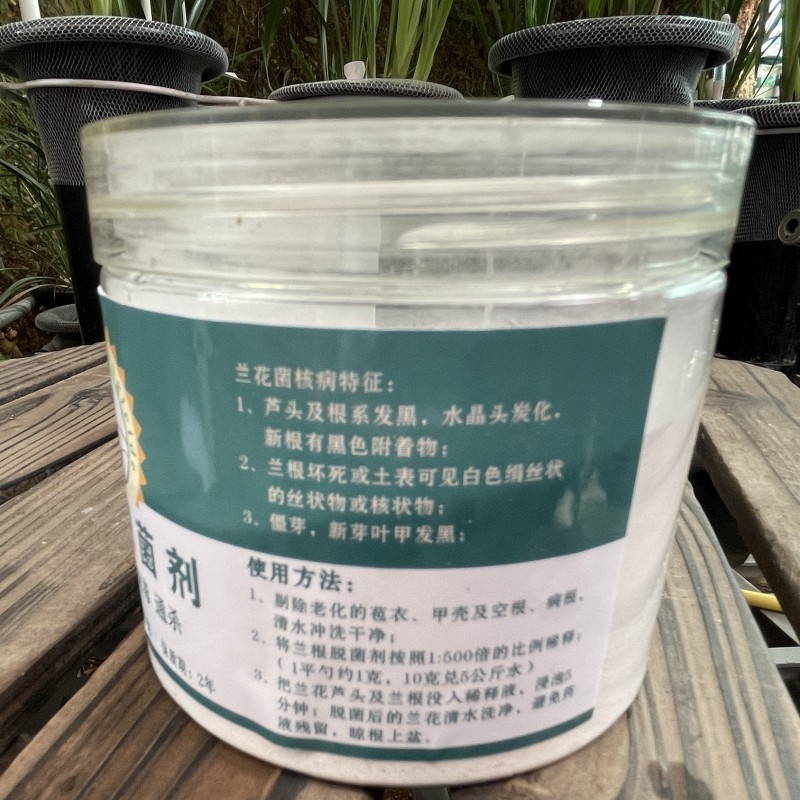 兰花菌核病特征：
1、芦头及根系发黑，水晶头炭化，
新根有黑色附着物；
2、兰根坏死或土表可见白色绢丝状
的丝状物或核状物；
3、僵芽，新芽叶甲发黑；
菌剂
通杀
保质期：2年
使用方法：
1、剔除老化的苞衣、甲壳及空根、病根，
清水冲洗干净；
2、将兰根脱菌剂按照1:500倍的比例稀释；
（1平勺约1克，10克兑5公斤水）
3、把兰花芦头及兰根没入稀释液，浸泡5
分钟；脱菌后的兰花清水洗净，避免药
液残留，晾根上盆。